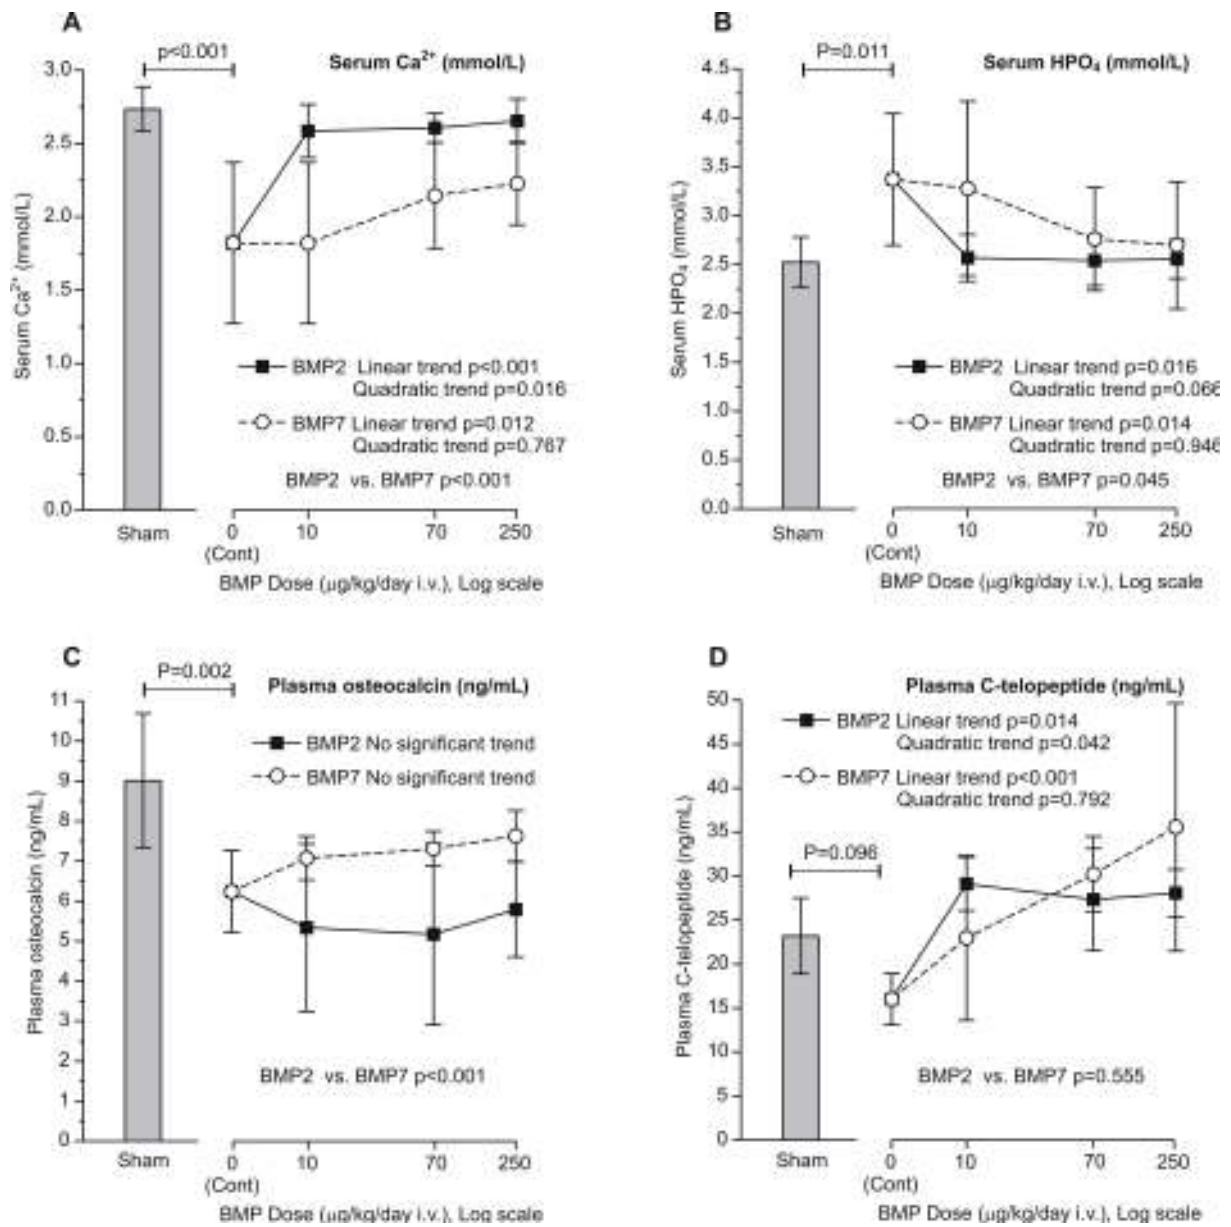 A
p<0.001
Serum Ca²⁺ (mmol/L)
3.0
2.5
2.0
1.5
1.0
0.5
0.0
Serum Ca²⁺ (mmol/L)
BMP2 Linear trend p<0.001
Quadratic trend p=0.016
BMP7 Linear trend p=0.012
Quadratic trend p=0.767
BMP2 vs. BMP7 p<0.001
Sham
0 10 70 250
(Cont)
BMP Dose (μg/kg/day i.v.), Log scale
B
P=0.011
Serum HPO₄ (mmol/L)
4.5
4.0
3.5
3.0
2.5
2.0
1.5
1.0
0.5
0.0
Serum HPO₄ (mmol/L)
BMP2 Linear trend p=0.016
Quadratic trend p=0.066
BMP7 Linear trend p=0.014
Quadratic trend p=0.946
BMP2 vs. BMP7 p=0.045
Sham
0 10 70 250
(Cont)
BMP Dose (μg/kg/day i.v.), Log scale
C
P=0.002
Plasma osteocalcin (ng/mL)
11
10
9
8
7
6
5
4
3
2
1
0
Plasma osteocalcin (ng/mL)
BMP2 No significant trend
BMP7 No significant trend
BMP2 vs. BMP7 p<0.001
Sham
0 10 70 250
(Cont)
BMP Dose (μg/kg/day i.v.), Log scale
D
Plasma C-telopeptide (ng/mL)
50
45
40
35
30
25
20
15
10
5
0
Plasma C-telopeptide (ng/mL)
BMP2 Linear trend p=0.014
Quadratic trend p=0.042
BMP7 Linear trend p<0.001
Quadratic trend p=0.792
P=0.096
BMP2 vs. BMP7 p=0.555
Sham
0 10 70 250
(Cont)
BMP Dose (μg/kg/day i.v.), Log scale